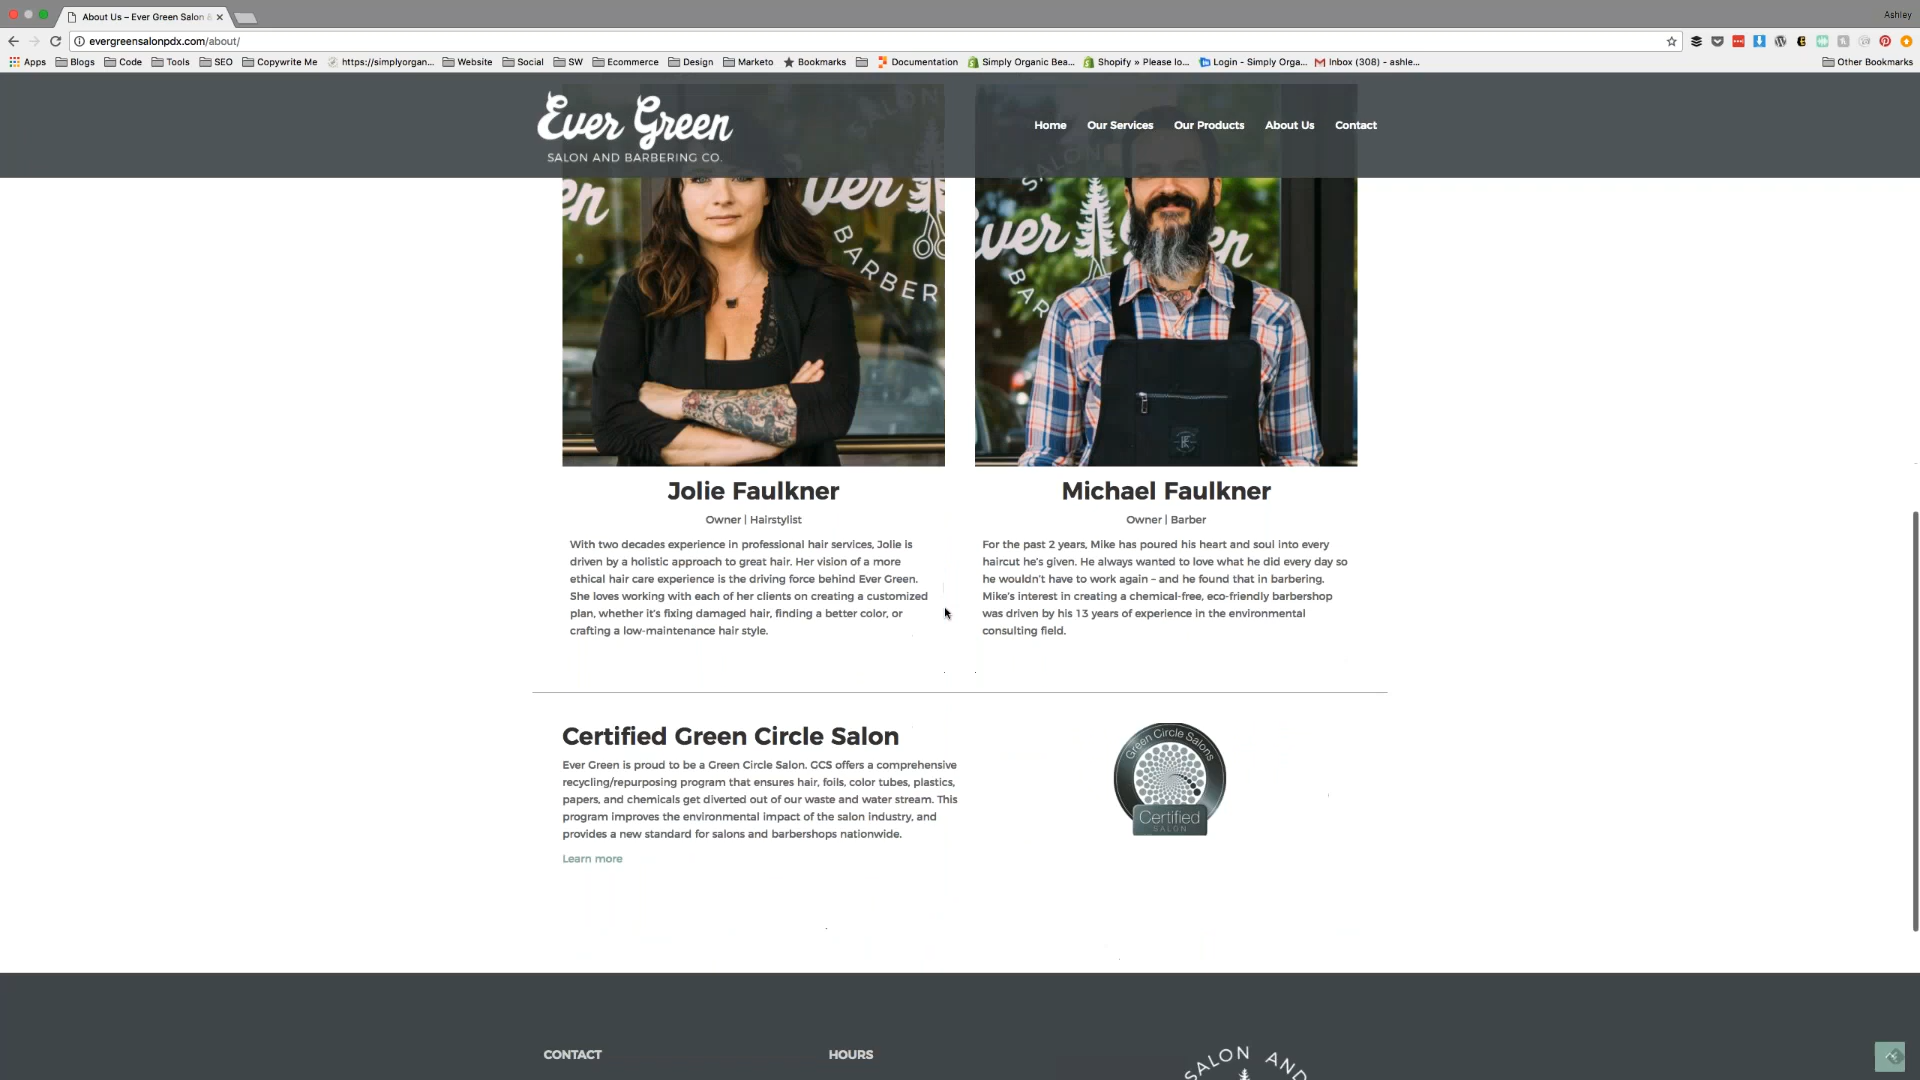 About Us – Ever Green Salon &
Ashley
evergreensalonpdx.com/about/
Apps Blogs Code Tools SEO Copywrite Me https://simplyorgan... Website Social SW Ecommerce Design Marketo Bookmarks Documentation Simply Organic Bea... Shopify » Please lo... Login - Simply Orga... Inbox (308) - ashle... Other Bookmarks
Ever Green
SALON AND BARBERING CO.
Home Our Services Our Products About Us Contact
SALON
SALON
en
Ever
BARBER
Ever Green
BAR
Jolie Faulkner
Owner | Hairstylist
With two decades experience in professional hair services, Jolie is
driven by a holistic approach to great hair. Her vision of a more
ethical hair care experience is the driving force behind Ever Green.
She loves working with each of her clients on creating a customized
plan, whether it's fixing damaged hair, finding a better color, or
crafting a low-maintenance hair style.
Michael Faulkner
Owner | Barber
For the past 2 years, Mike has poured his heart and soul into every
haircut he's given. He always wanted to love what he did every day so
he wouldn't have to work again – and he found that in barbering.
Mike's interest in creating a chemical-free, eco-friendly barbershop
was driven by his 13 years of experience in the environmental
consulting field.
Certified Green Circle Salon
Ever Green is proud to be a Green Circle Salon. GCS offers a comprehensive
recycling/repurposing program that ensures hair, foils, color tubes, plastics,
papers, and chemicals get diverted out of our waste and water stream. This
program improves the environmental impact of the salon industry, and
provides a new standard for salons and barbershops nationwide.
Learn more
Green Circle Salons
Certified
SALON
CONTACT
HOURS
SALON AND